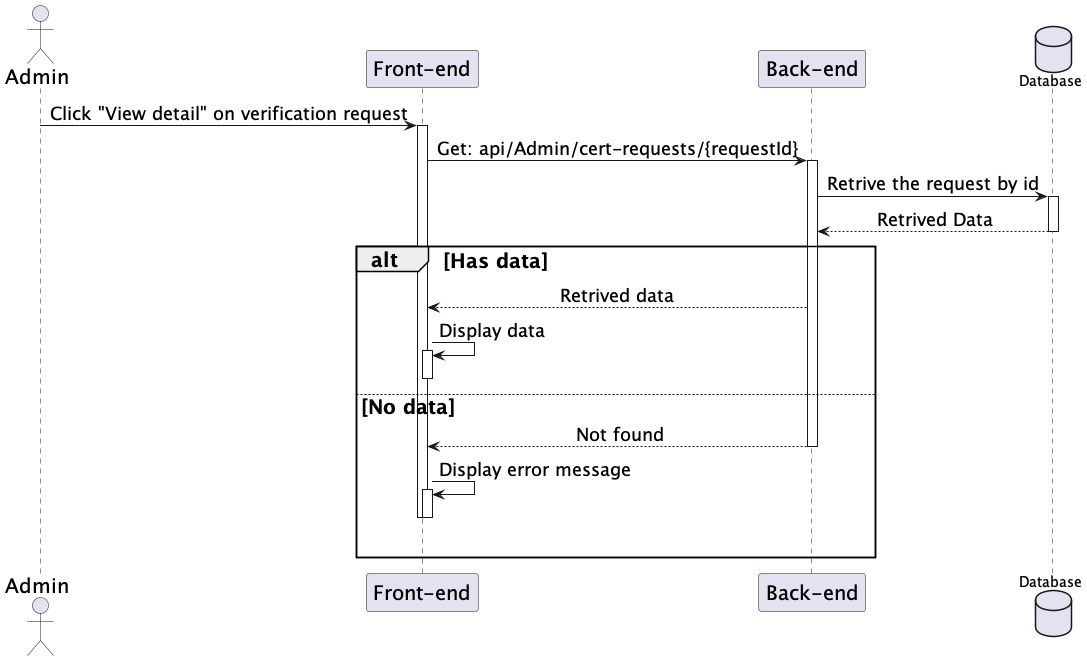 Admin
Front-end
Back-end
Database
Click "View detail" on verification request
Get: api/Admin/cert-requests/{requestId}
Retrive the request by id
Retrived Data
alt [Has data]
Retrived data
Display data
[No data]
Not found
Display error message
Admin
Front-end
Back-end
Database